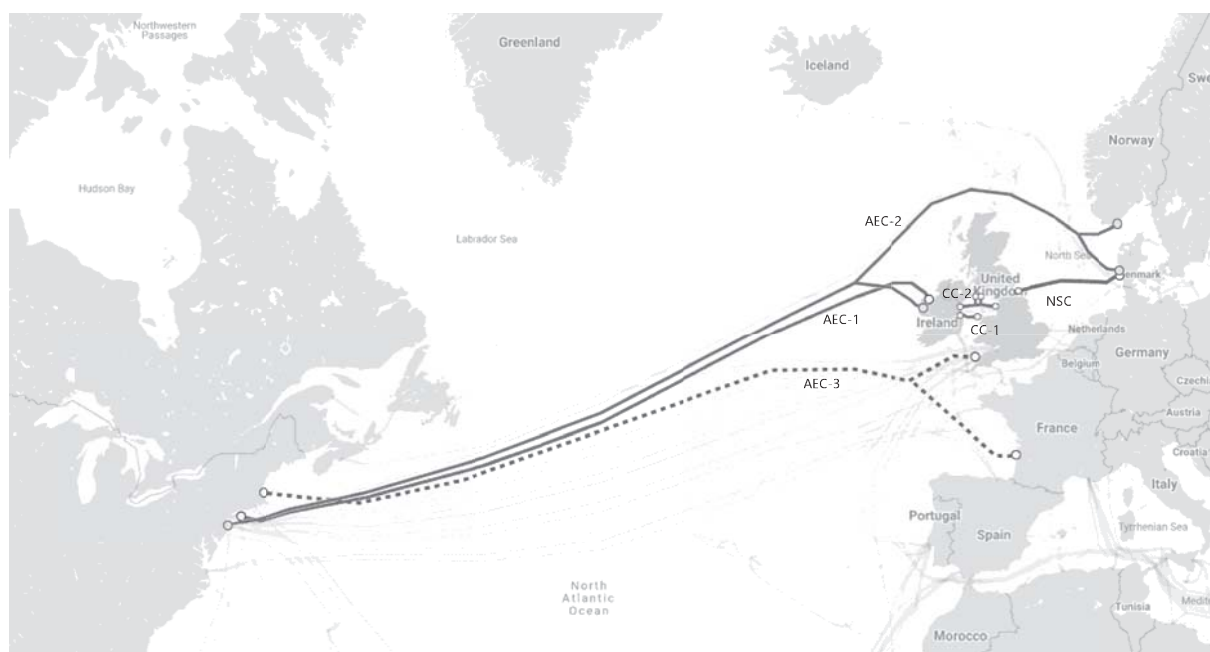 Northwestern
Passages
Greenland
Iceland
Swe
Norway
Hudson Bay
Labrador Sea
AEC-2
North Sea
United
Kingdom
Denmark
CC-2
NSC
AEC-1
Ireland
CC-1
Netherlands
Germany
Belgium
AEC-3
Czechi
Austria
France
Croatia
Italy
Portugal
Spain
Tyrrhenian Sea
North
Atlantic
Ocean
Tunisia
Medite
Morocco